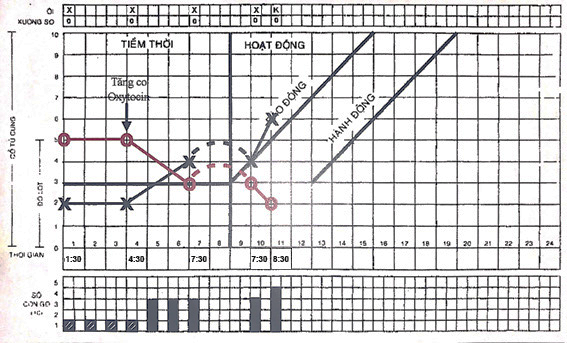 ỐI X X X X K
XƯƠNG SỌ 0 0 0 0 0
10 TIỀM THỜI HOẠT ĐỘNG
9
8
7
Tăng co
Oxytocin
6
5
4
3
2
1
0
CỔ TỬ CUNG
ĐỘ LỌT
BÁO ĐỘNG
HÀNH ĐỘNG
1 2 3 4 5 6 7 8 9 10 11 12 13 14 15 16 17 18 19 20 21 22 23 24
THỜI GIAN 1:30 4:30 7:30 7:30 8:30
5
4
3
2
1
SỐ